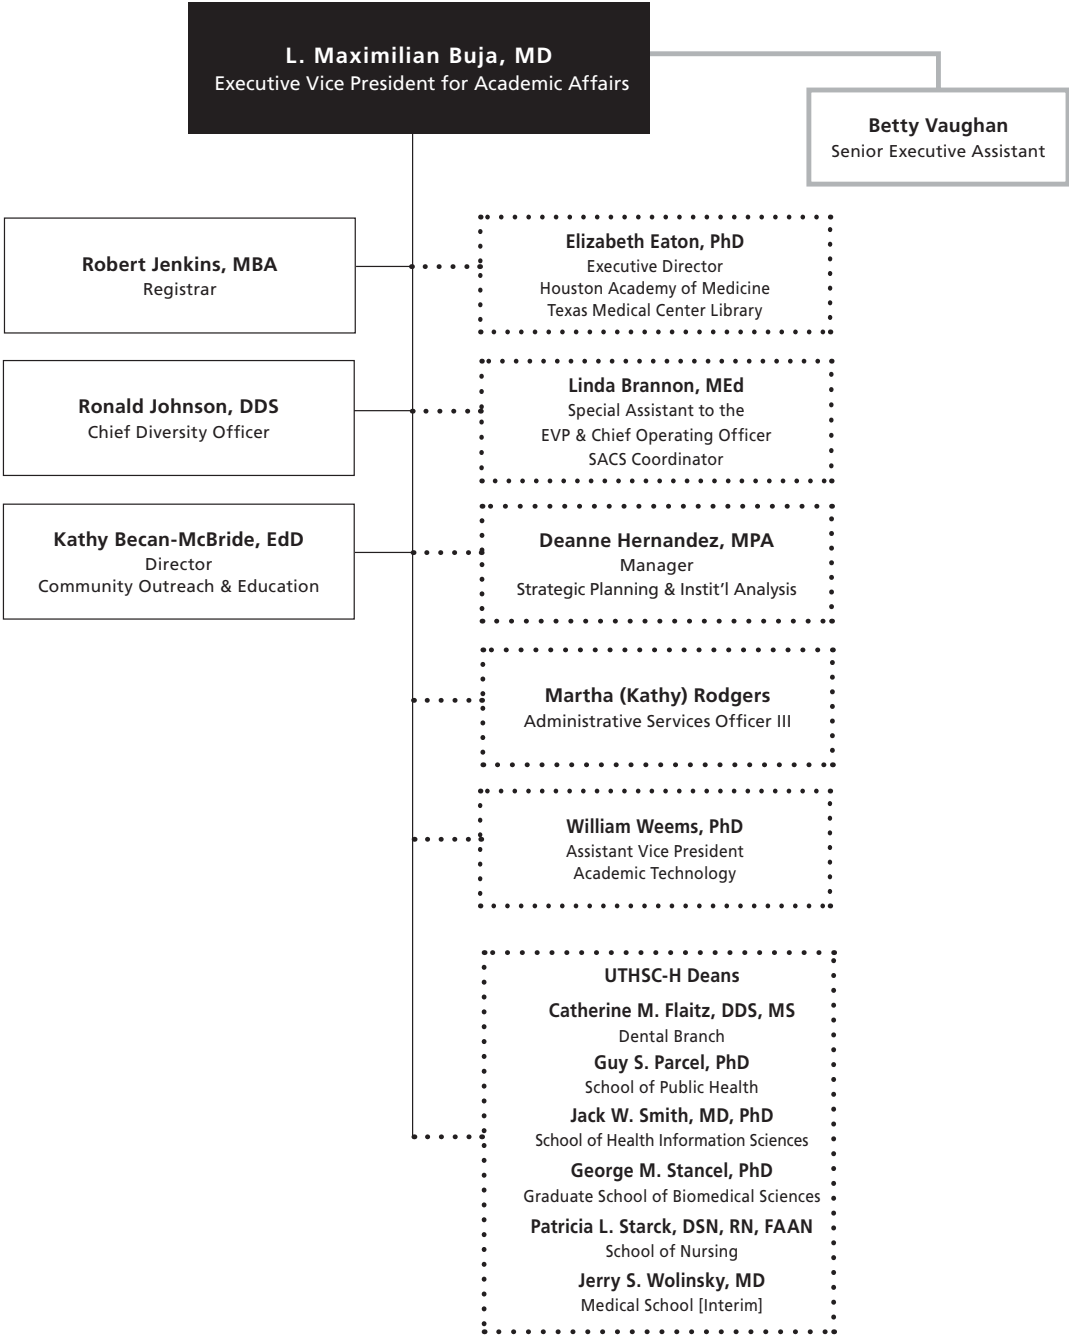 L. Maximilian Buja, MD
Executive Vice President for Academic Affairs
Betty Vaughan
Senior Executive Assistant
Robert Jenkins, MBA
Registrar
Elizabeth Eaton, PhD
Executive Director
Houston Academy of Medicine
Texas Medical Center Library
Ronald Johnson, DDS
Chief Diversity Officer
Linda Brannon, MEd
Special Assistant to the
EVP & Chief Operating Officer
SACS Coordinator
Kathy Becan-McBride, EdD
Director
Community Outreach & Education
Deanne Hernandez, MPA
Manager
Strategic Planning & Instit'l Analysis
Martha (Kathy) Rodgers
Administrative Services Officer III
William Weems, PhD
Assistant Vice President
Academic Technology
UTHSC-H Deans
Catherine M. Flaitz, DDS, MS
Dental Branch
Guy S. Parcel, PhD
School of Public Health
Jack W. Smith, MD, PhD
School of Health Information Sciences
George M. Stancel, PhD
Graduate School of Biomedical Sciences
Patricia L. Starck, DSN, RN, FAAN
School of Nursing
Jerry S. Wolinsky, MD
Medical School [Interim]